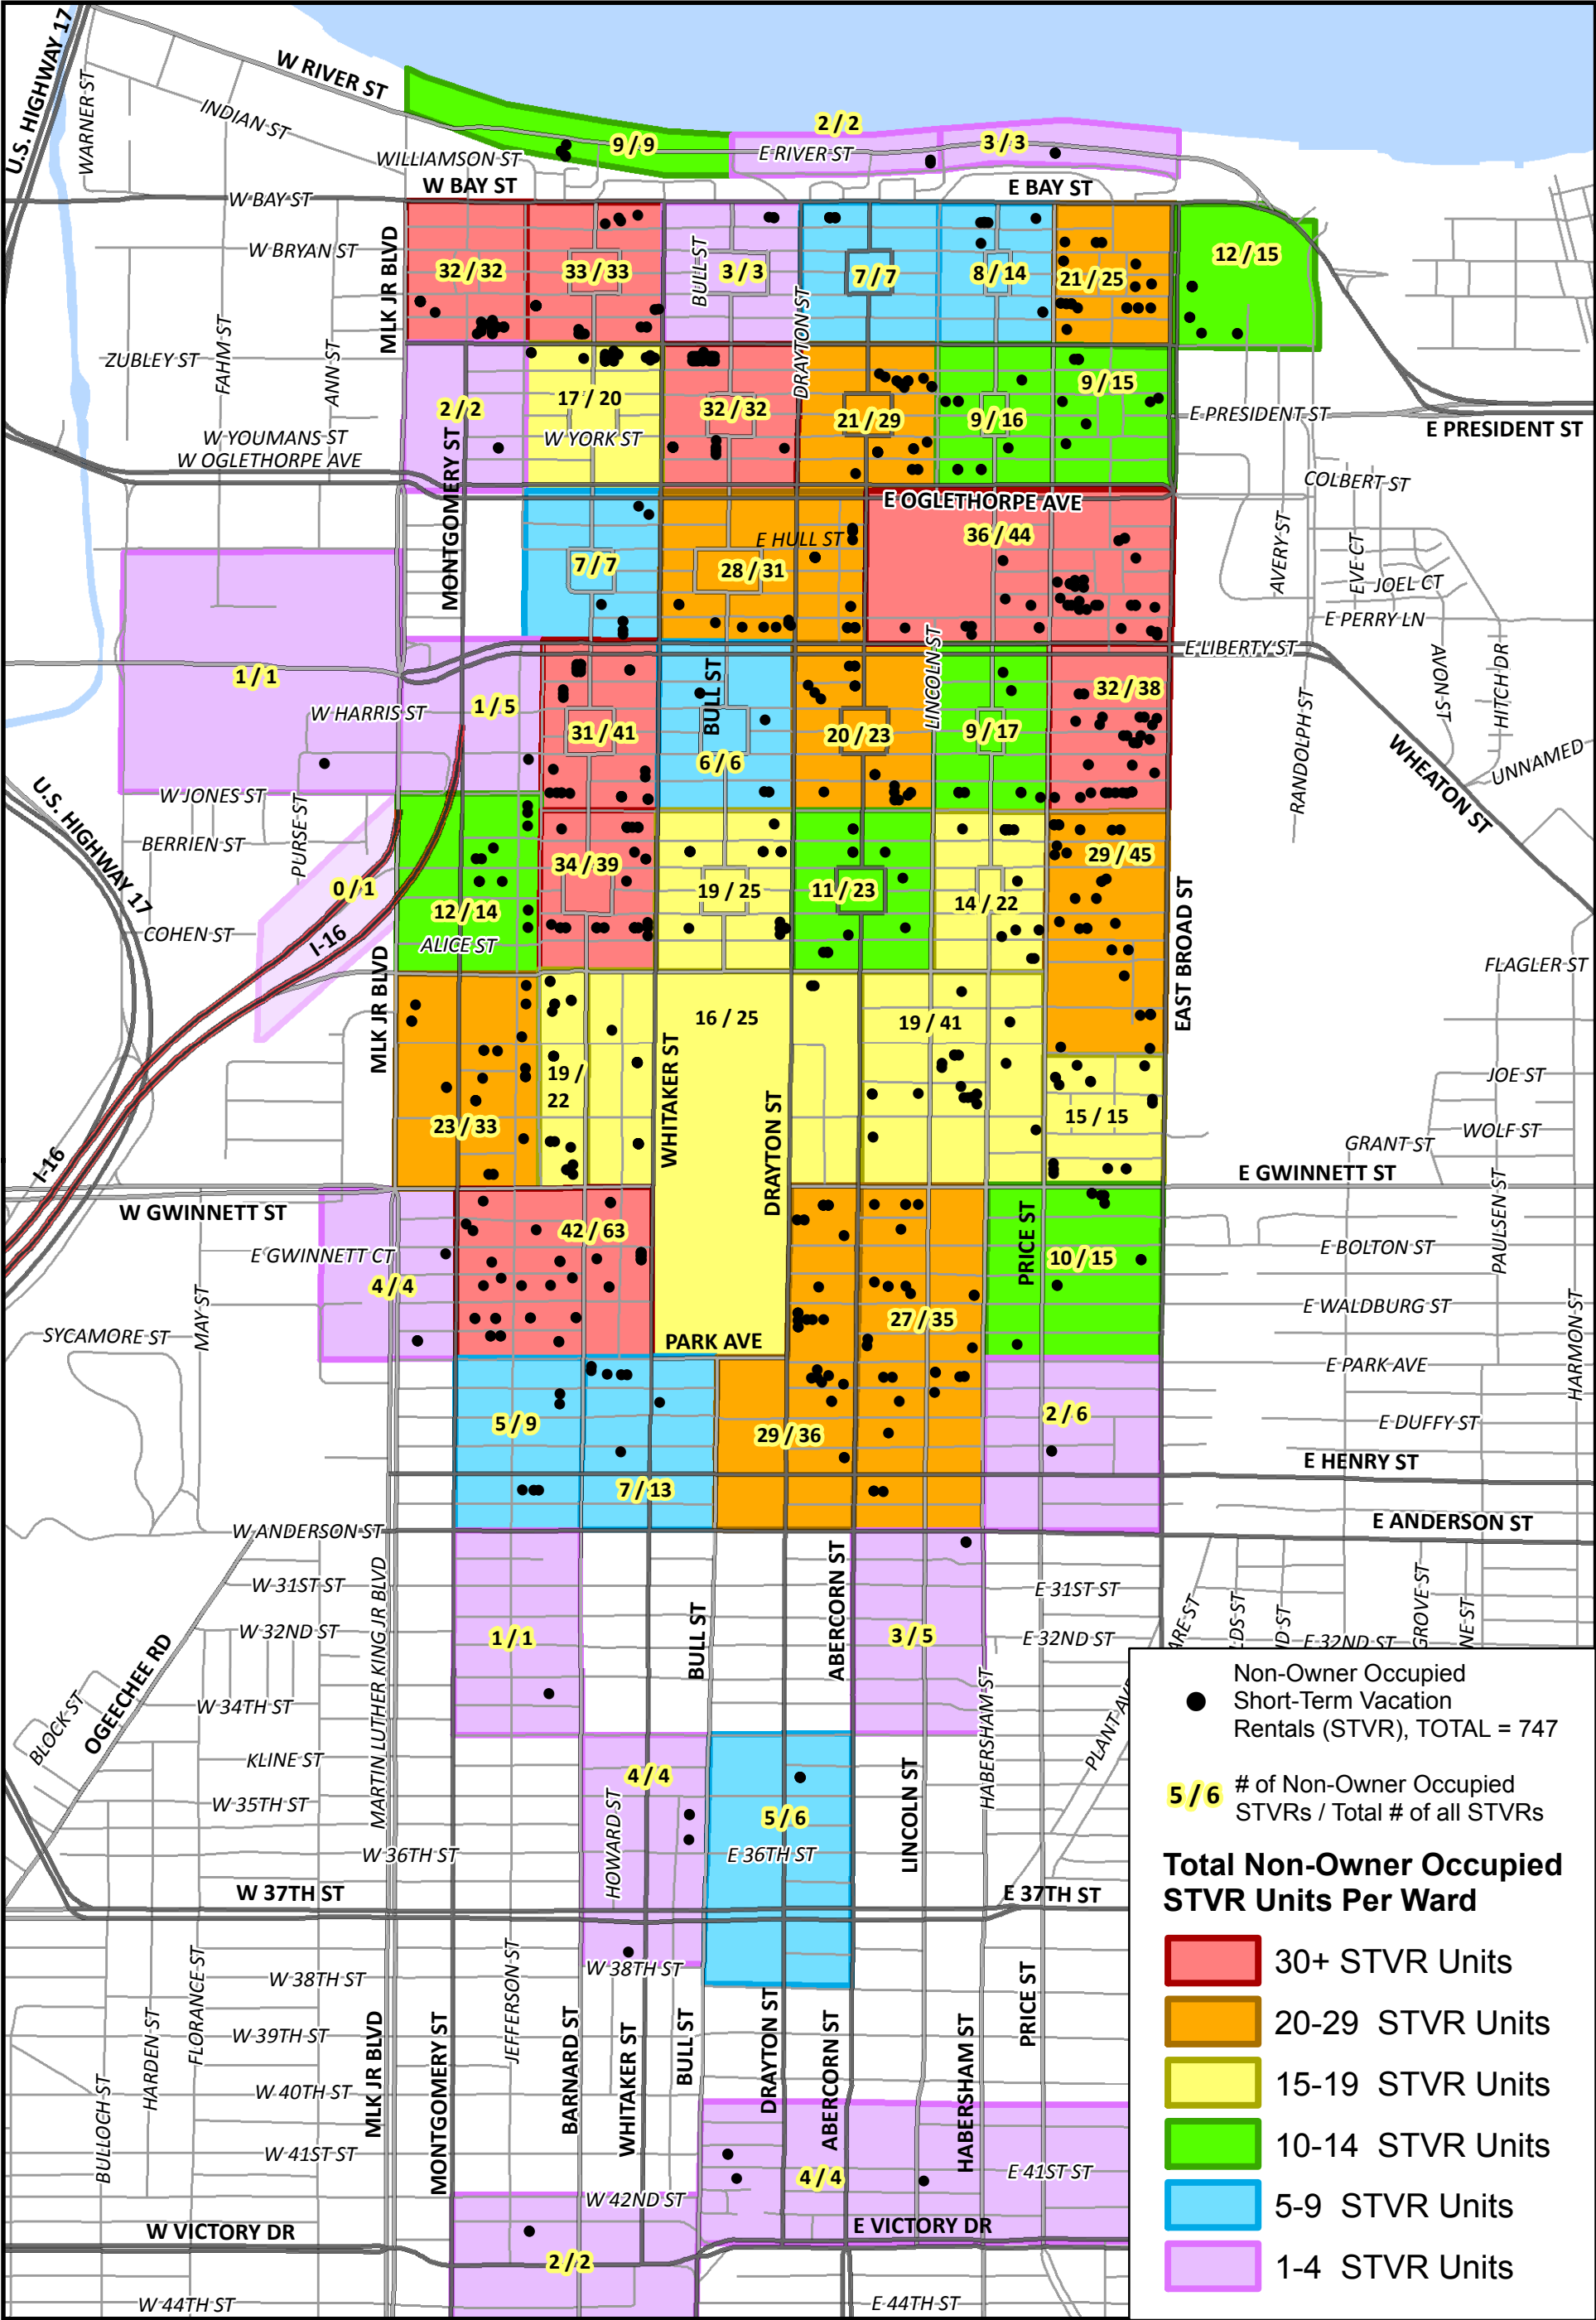 U.S. HIGHWAY 17
WARNER ST
W RIVER ST
INDIAN ST
WILLIAMSON ST
W BAY ST
9 / 9
2 / 2
E RIVER ST
3 / 3
E BAY ST
W BAY ST
W BRYAN ST
MLK JR BLVD
32 / 32
33 / 33
BULL ST
3 / 3
DRAYTON ST
7 / 7
8 / 14
21 / 25
12 / 15
ZUBLEY ST
FAHM ST
ANN ST
2 / 2
17 / 20
W YORK ST
32 / 32
21 / 29
9 / 16
9 / 15
E PRESIDENT ST
E PRESIDENT ST
W YOUMANS ST
W OGLETHORPE AVE
MONTGOMERY ST
E OGLETHORPE AVE
COLBERT ST
7 / 7
28 / 31
E HULL ST
36 / 44
AVERY ST
EVE CT
JOEL CT
E PERRY LN
E LIBERTY ST
AVON ST
HITCH DR
1 / 1
W HARRIS ST
1 / 5
31 / 41
BULL ST
6 / 6
20 / 23
LINCOLN ST
9 / 17
32 / 38
RANDOLPH ST
WHEATON ST
UNNAMED
U.S. HIGHWAY 17
W JONES ST
BERRIEN ST
PURSE ST
0 / 1
COHEN ST
I-16
12 / 14
ALICE ST
34 / 39
19 / 25
11 / 23
14 / 22
29 / 45
EAST BROAD ST
FLAGLER ST
MLK JR BLVD
23 / 33
19 /
22
WHITAKER ST
16 / 25
DRAYTON ST
19 / 41
15 / 15
JOE ST
WOLF ST
GRANT ST
I-16
W GWINNETT ST
E GWINNETT ST
E GWINNETT CT
4 / 4
MAY ST
SYCAMORE ST
42 / 63
PARK AVE
27 / 35
PRICE ST
10 / 15
E BOLTON ST
PAULSEN ST
E WALDBURG ST
HARMON ST
E PARK AVE
5 / 9
7 / 13
29 / 36
2 / 6
E DUFFY ST
E HENRY ST
W ANDERSON ST
E ANDERSON ST
W 31ST ST
MARTIN LUTHER KING JR BLVD
W 32ND ST
OGEECHEE RD
W 34TH ST
BLOCK ST
KLINE ST
W 35TH ST
W 36TH ST
1 / 1
BULL ST
ABERCORN ST
3 / 5
E 31ST ST
E 32ND ST
HABERSHAM ST
ARE ST
LDS ST
ND ST
GROVE ST
NE ST
E 32ND ST
PLANT AVE
4 / 4
HOWARD ST
5 / 6
E 36TH ST
LINCOLN ST
W 37TH ST
E 37TH ST
W 38TH ST
W 38TH ST
FLORANCE ST
HARDEN ST
BULLOCH ST
W 39TH ST
W 40TH ST
W 41ST ST
MLK JR BLVD
MONTGOMERY ST
JEFFERSON ST
BARNARD ST
WHITAKER ST
BULL ST
DRAYTON ST
ABERCORN ST
HABERSHAM ST
PRICE ST
4 / 4
E 41ST ST
W 42ND ST
W VICTORY DR
E VICTORY DR
2 / 2
W 44TH ST
E 44TH ST
Non-Owner Occupied
Short-Term Vacation
Rentals (STVR), TOTAL = 747
5 / 6
# of Non-Owner Occupied
STVRs / Total # of all STVRs
Total Non-Owner Occupied
STVR Units Per Ward
30+ STVR Units
20-29 STVR Units
15-19 STVR Units
10-14 STVR Units
5-9 STVR Units
1-4 STVR Units